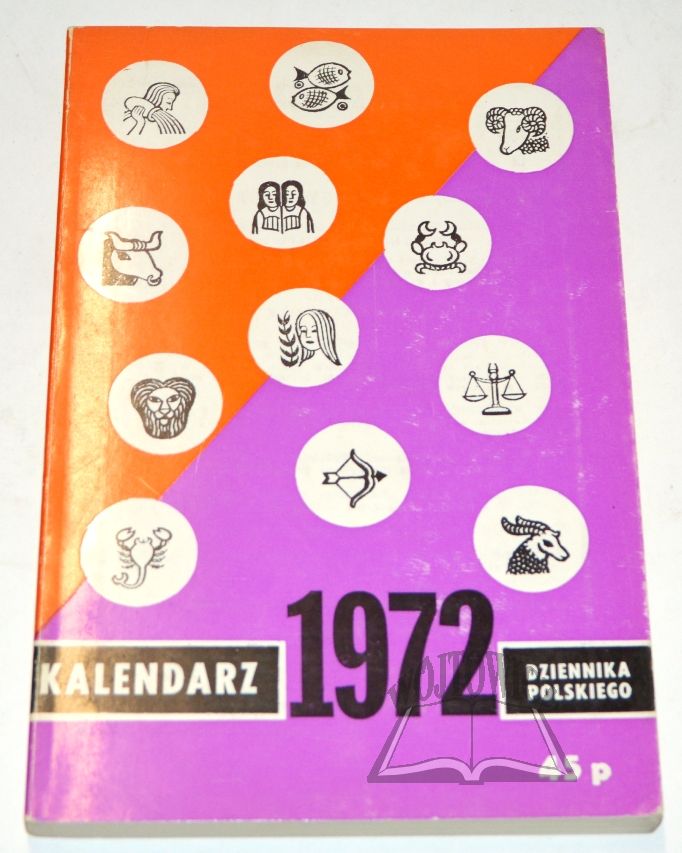 KALENDARZ
1972
DZIENNIKA
POLSKIEGO
45 p